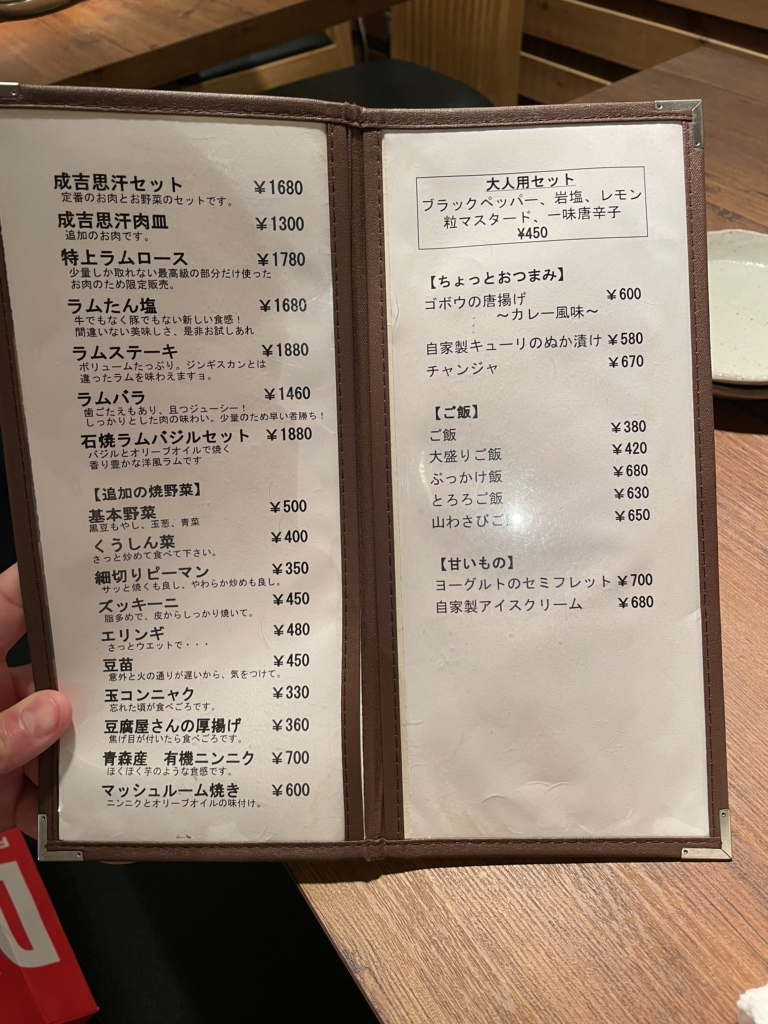 成吉思汗セット ¥1680
定番のお肉とお野菜のセットです。
成吉思汗肉皿 ¥1300
追加のお肉です。
特上ラムロース ¥1780
少量しか取れない最高級の部分だけ使った
お肉のため限定販売。
ラムたん塩 ¥1680
牛でもなく豚でもない新しい食感！
間違いない美味しさ、是非お試しあれ
ラムステーキ ¥1880
ボリュームたっぷり。ジンギスカンとは
違ったラムを味わえますョ。
ラムバラ ¥1460
歯ごたえもあり、且つジューシー！
しっかりとした肉の味わい。少量のため早い者勝ち！
石焼ラムバジルセット ¥1880
バジルとオリーブオイルで焼く
香り豊かな洋風ラムです
【追加の焼野菜】
基本野菜 ¥500
黒豆もやし、玉葱、青菜
くうしん菜 ¥400
さっと炒めて食べて下さい。
細切りピーマン ¥350
サッと焼くも良し、やわらか炒めも良し。
ズッキーニ ¥450
脂多めで、皮からしっかり焼いて。
エリンギ ¥480
さっとウエットで・・・
豆苗 ¥450
意外と火の通りが遅いから、気をつけて。
玉コンニャク ¥330
忘れた頃が食べごろです。
豆腐屋さんの厚揚げ ¥360
焦げ目が付いたら食べごろです。
青森産 有機ニンニク ¥700
ほくほく芋のような食感です。
マッシュルーム焼き ¥600
ニンニクとオリーブオイルの味付け。
大人用セット
ブラックペッパー、岩塩、レモン
粒マスタード、一味唐辛子
¥450
【ちょっとおつまみ】
ゴボウの唐揚げ ¥600
～カレー風味～
自家製キューリのぬか漬け ¥580
チャンジャ ¥670
【ご飯】
ご飯 ¥380
大盛りご飯 ¥420
ぶっかけ飯 ¥680
とろろご飯 ¥630
山わさびご ¥650
【甘いもの】
ヨーグルトのセミフレット ¥700
自家製アイスクリーム ¥680